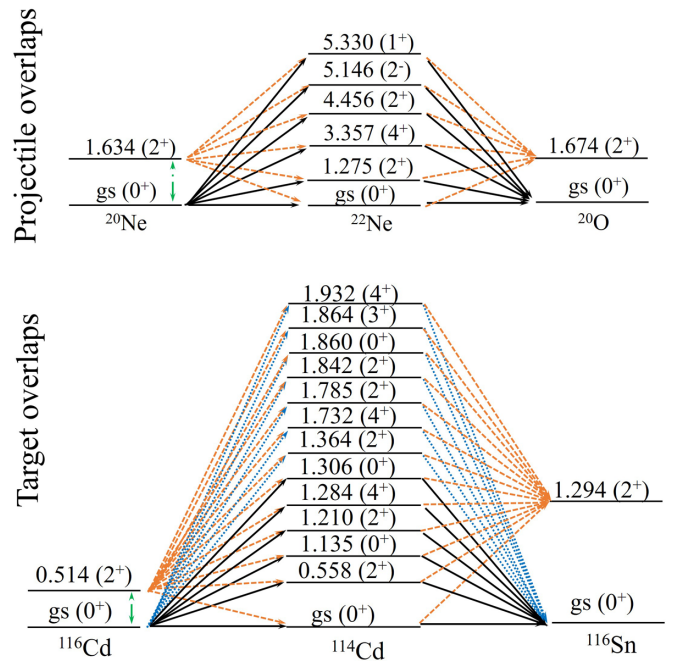 Projectile overlaps
5.330 (1⁺)
5.146 (2⁻)
4.456 (2⁺)
3.357 (4⁺)
1.275 (2⁺)
gs (0⁺)
²²Ne
1.634 (2⁺)
gs (0⁺)
²⁰Ne
1.674 (2⁺)
gs (0⁺)
²⁰O
Target overlaps
1.932 (4⁺)
1.864 (3⁺)
1.860 (0⁺)
1.842 (2⁺)
1.785 (2⁺)
1.732 (4⁺)
1.364 (2⁺)
1.306 (0⁺)
1.284 (4⁺)
1.210 (2⁺)
1.135 (0⁺)
0.558 (2⁺)
gs (0⁺)
¹¹⁴Cd
0.514 (2⁺)
gs (0⁺)
¹¹⁶Cd
1.294 (2⁺)
gs (0⁺)
¹¹⁶Sn